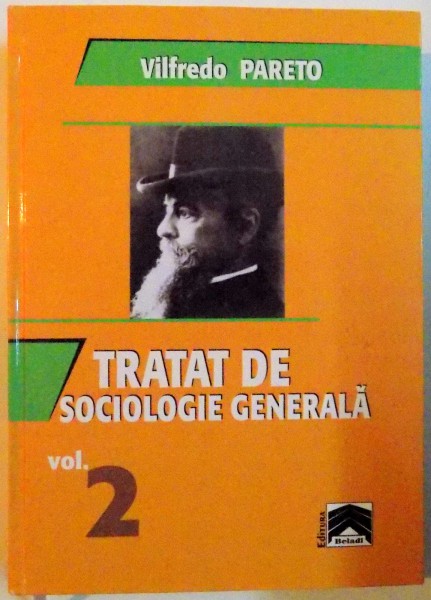 Vilfredo PARETO
TRATAT DE
SOCIOLOGIE GENERALĂ
vol.
2
EDITURA
Beladi